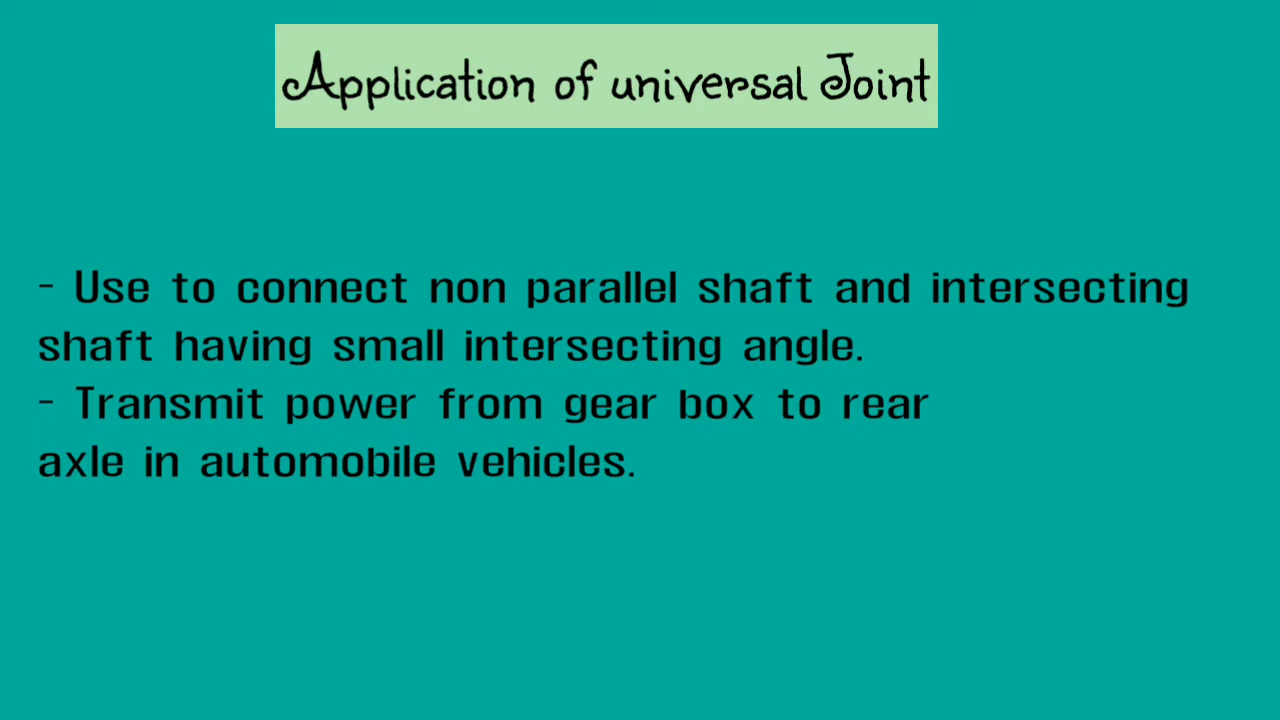 Application of universal Joint
- Use to connect non parallel shaft and intersecting
shaft having small intersecting angle.
- Transmit power from gear box to rear
axle in automobile vehicles.